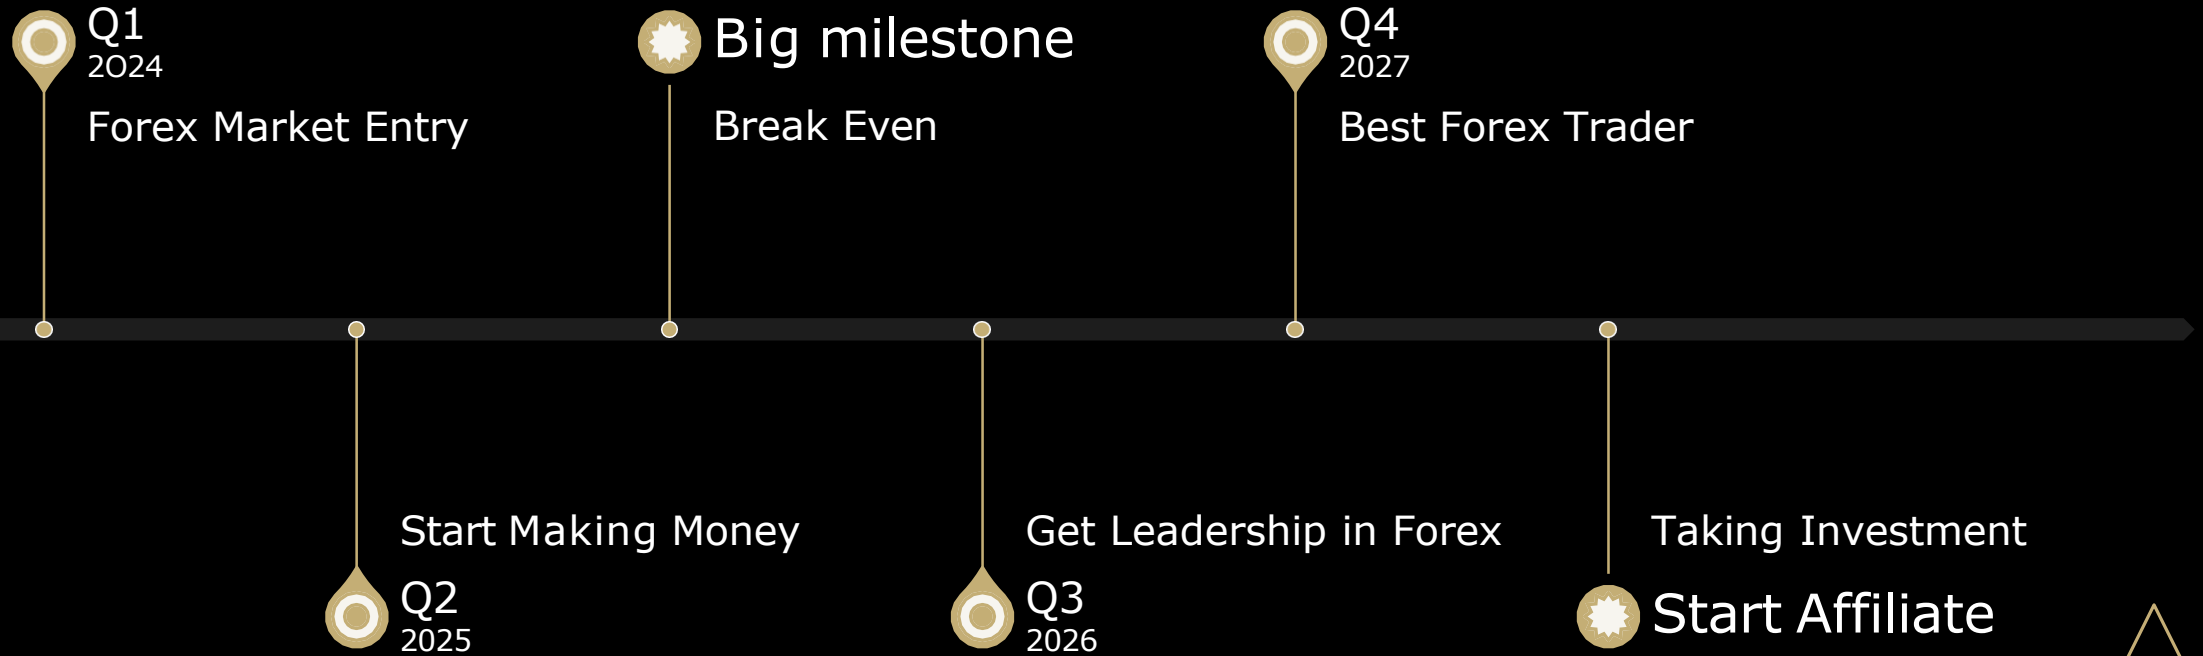 Q1
2O24
Forex Market Entry
Start Making Money
Q2
2025
Big milestone
Break Even
Get Leadership in Forex
Q3
2026
Q4
2027
Best Forex Trader
Taking Investment
Start Affiliate